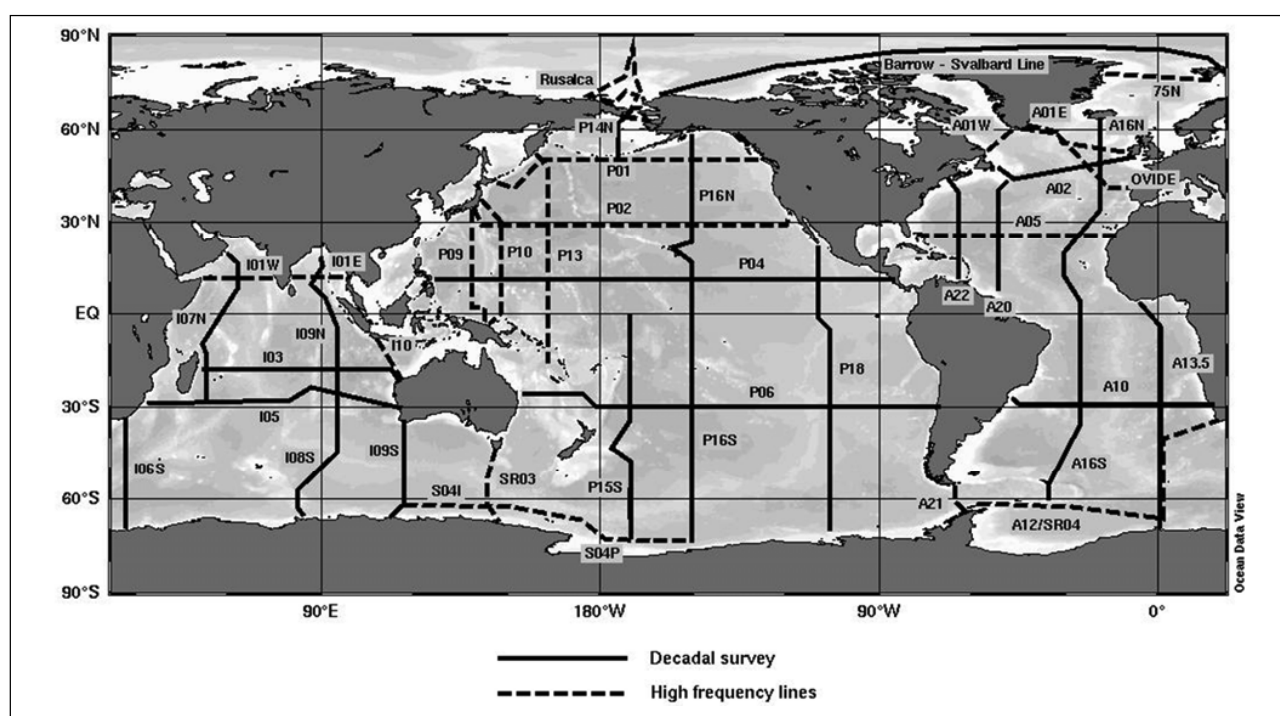 90°N
Barrow - Svalbard Line
Rusalca
75N
60°N
P14N
A01W
A01E
A16N
P01
OVIDE
A02
P16N
30°N
P02
A05
I01W
I01E
P09
P10
P13
P04
EQ
I07N
I09N
A22
A20
I10
I03
P18
A13.5
A10
30°S
I05
P06
I06S
I08S
I09S
P16S
A16S
S04I
SR03
P15S
60°S
A21
A12/SR04
S04P
90°S
90°E
180°W
90°W
0°
Ocean Data View
Decadal survey
High frequency lines